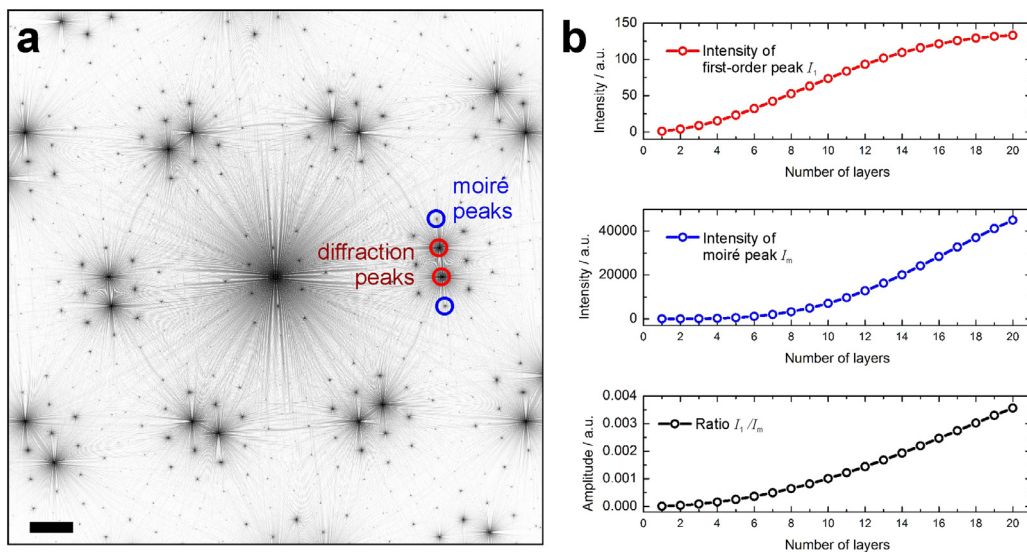 a
moiré
peaks
diffraction
peaks
b
150
100
50
0
Intensity / a.u.
Intensity of
first-order peak I₁
0 2 4 6 8 10 12 14 16 18 20
Number of layers
40000
20000
0
Intensity / a.u.
Intensity of
moiré peak Iₘ
0 2 4 6 8 10 12 14 16 18 20
Number of layers
0.004
0.003
0.002
0.001
0.000
Amplitude / a.u.
Ratio I₁ /Iₘ
0 2 4 6 8 10 12 14 16 18 20
Number of layers